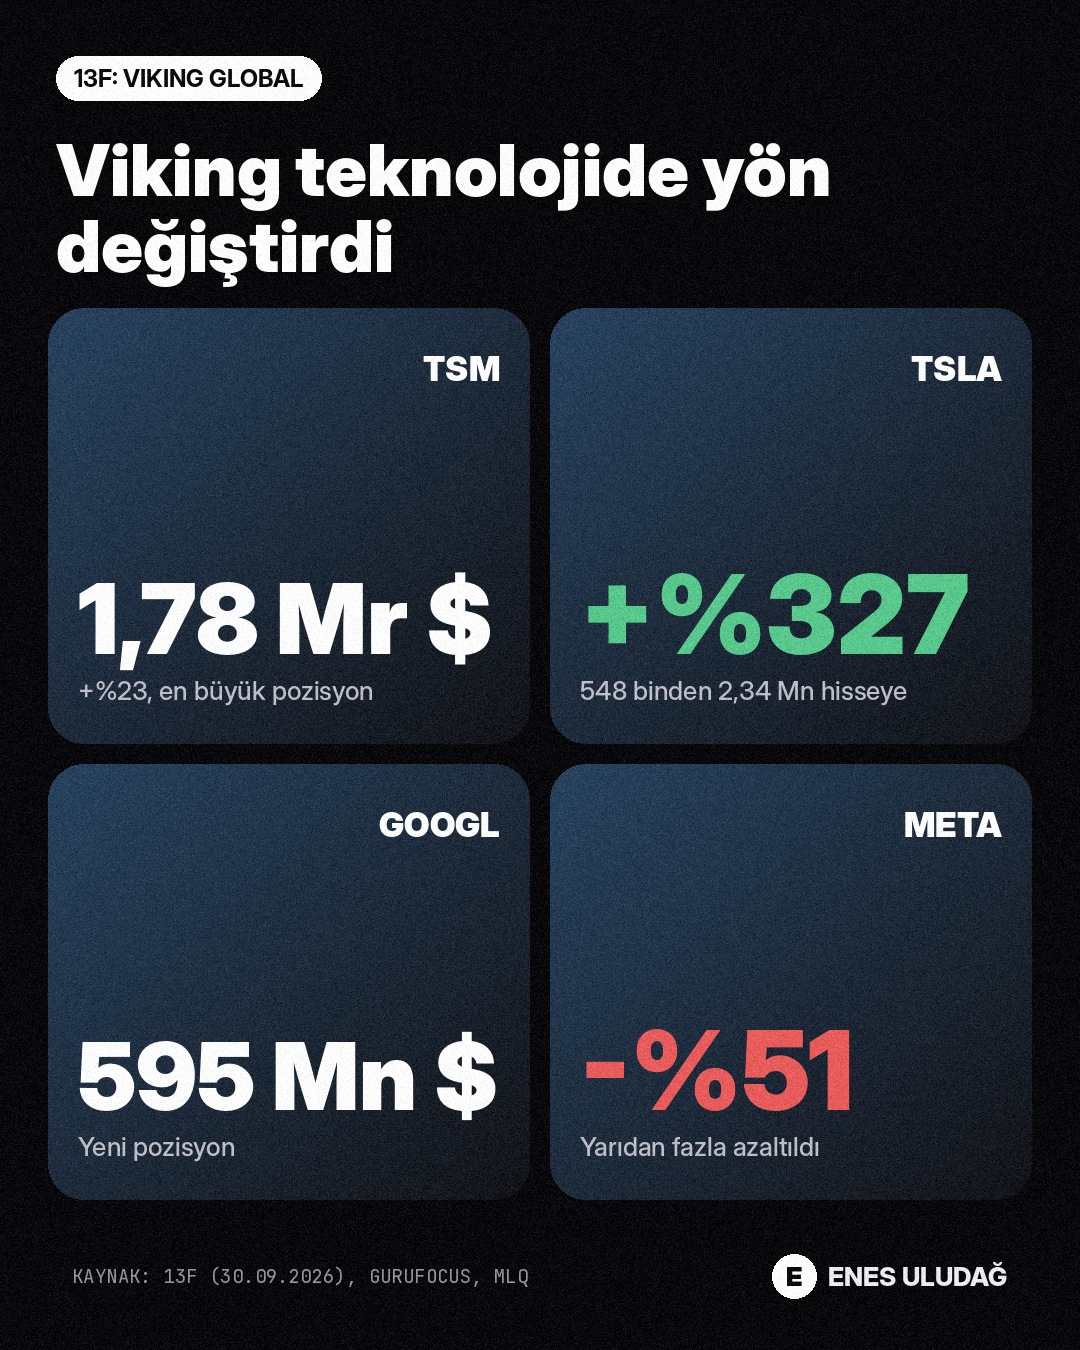 13F: VIKING GLOBAL
Viking teknolojide yön
değiştirdi
TSM
1,78 Mr $
+%23, en büyük pozisyon
TSLA
+%327
548 binden 2,34 Mn hisseye
GOOGL
595 Mn $
Yeni pozisyon
META
-%51
Yarıdan fazla azaltıldı
KAYNAK: 13F (30.09.2026), GURUFOCUS, MLQ
E ENES ULUDAĞ